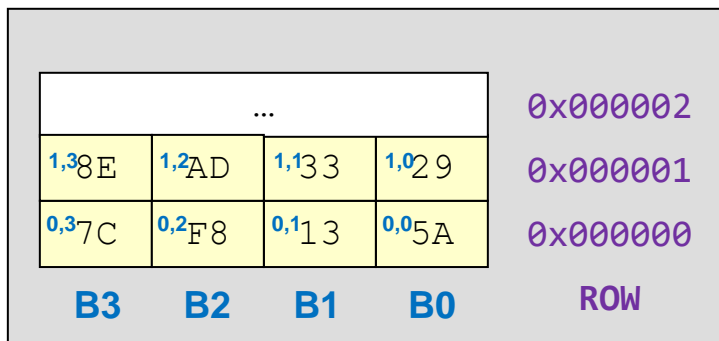 ... 0x000002
1,3 8E 1,2 AD 1,1 33 1,0 29 0x000001
0,3 7C 0,2 F8 0,1 13 0,0 5A 0x000000
B3 B2 B1 B0 ROW